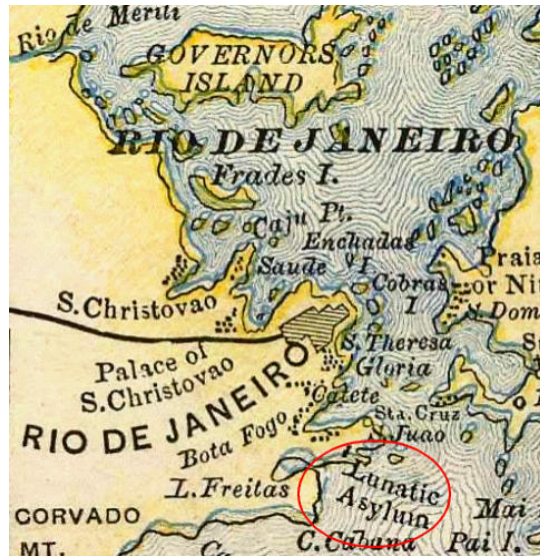 Rio de Meriti
GOVERNORS
ISLAND
RIO DE JANEIRO
Frades I.
Caju Pt.
Enchadas
I
Saude
Cobras
I
Praia
or Nit
S. Dom
S. Christovao
S. Theresa
Gloria
Palace of
S. Christovao
RIO DE JANEIRO
Catete
Bota Fogo
Sta. Cruz
S. Juao
Lunatic
Asylum
L. Freitas
Mai
CORVADO
MT.
C. Cabana
Pai I.
Ca